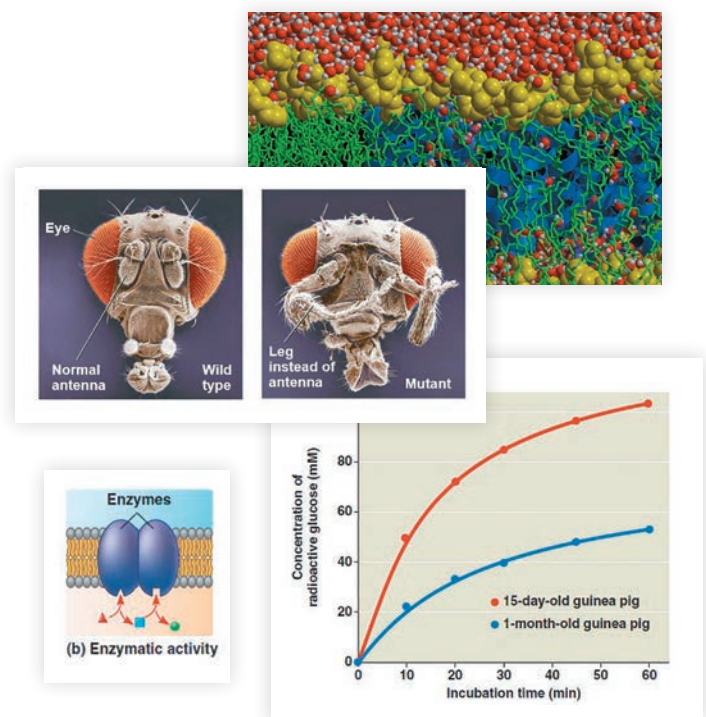 Eye
Normal
antenna
Wild
type
Leg
instead of
antenna
Mutant
Enzymes
(b) Enzymatic activity
Concentration of
radioactive glucose (mM)
80
60
40
20
0
15-day-old guinea pig
1-month-old guinea pig
0 10 20 30 40 50 60
Incubation time (min)